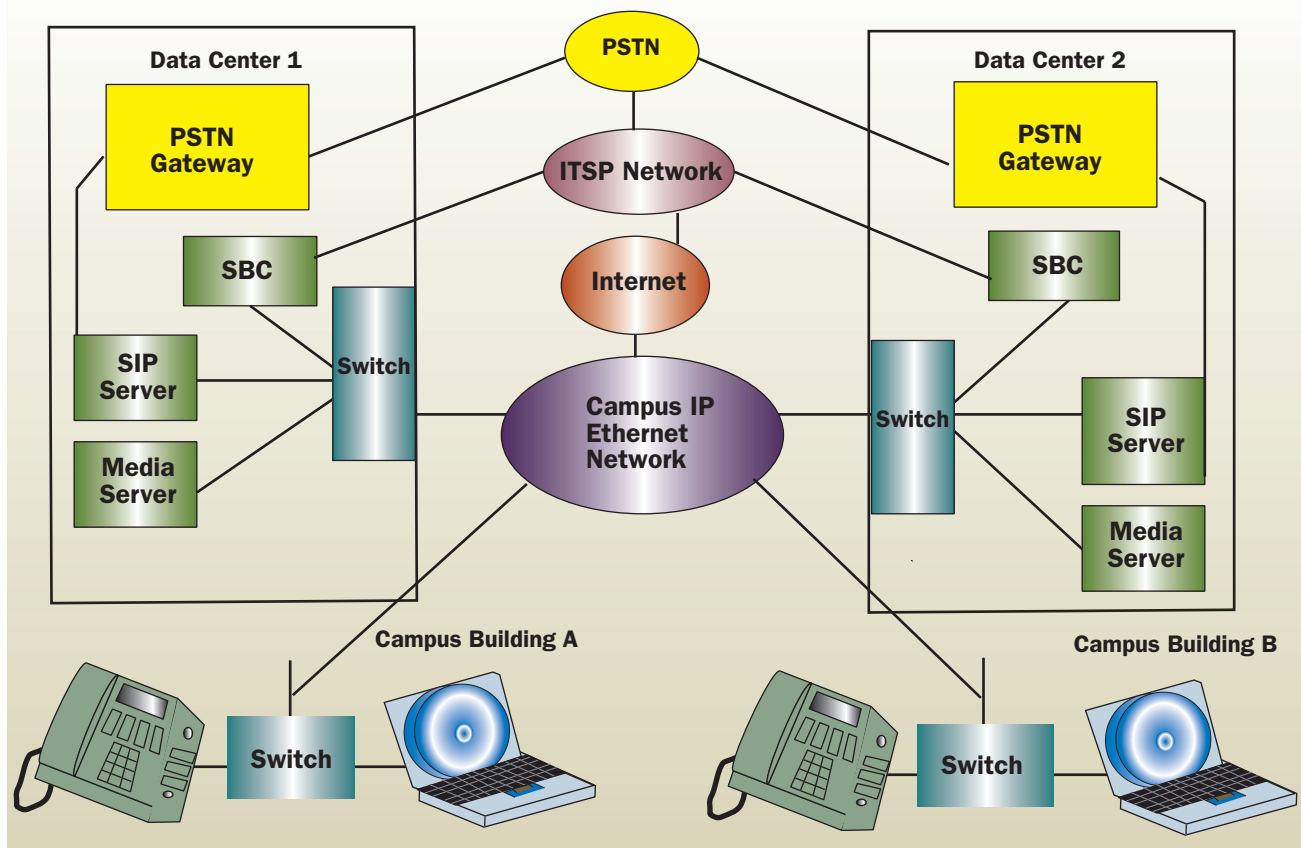 PSTN
Data Center 1
Data Center 2
PSTN
Gateway
PSTN
Gateway
ITSP Network
SBC
SBC
Internet
Switch
SIP
Server
Campus IP
Ethernet
Network
Switch
SIP
Server
Media
Server
Media
Server
Campus Building A
Campus Building B
Switch
Switch